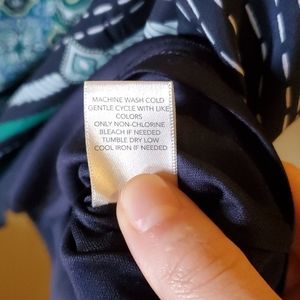 MACHINE WASH COLD
GENTLE CYCLE WITH LIKE
COLORS
ONLY NON-CHLORINE
BLEACH IF NEEDED
TUMBLE DRY LOW
COOL IRON IF NEEDED